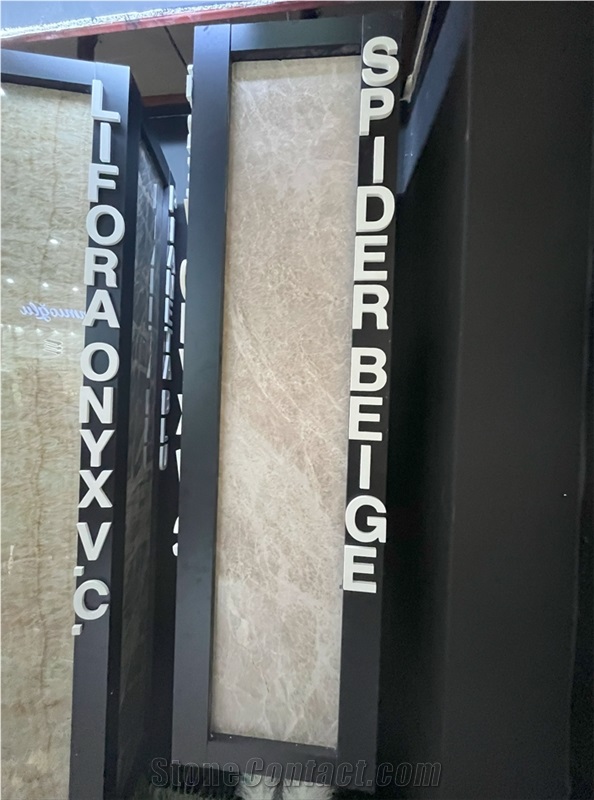 LIFORA ONYX V.C.
SPIDER BEIGE
StoneContact.com